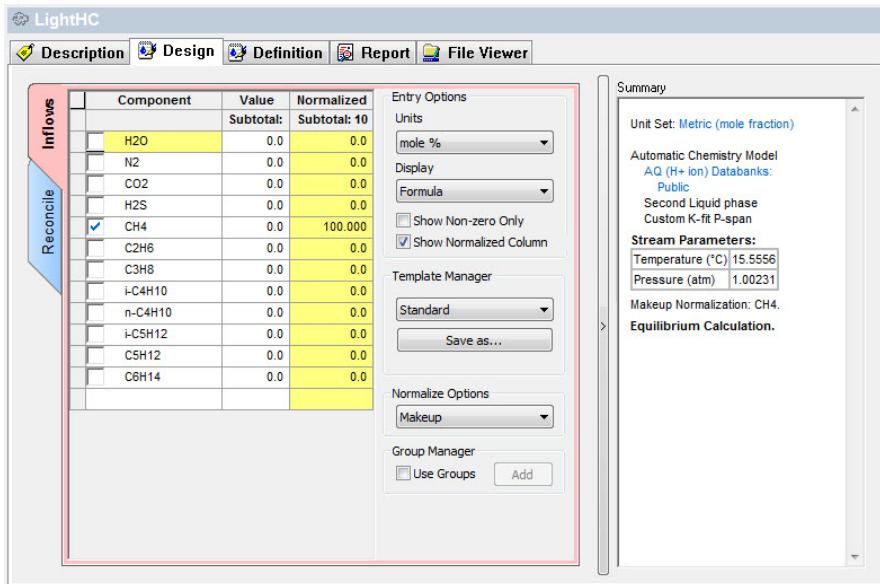 LightHC
Description Design Definition Report File Viewer
Inflows
Reconcile
Component Value Normalized
Subtotal: Subtotal: 10
H2O 0.0 0.0
N2 0.0 0.0
CO2 0.0 0.0
H2S 0.0 0.0
CH4 0.0 100.000
C2H6 0.0 0.0
C3H8 0.0 0.0
i-C4H10 0.0 0.0
n-C4H10 0.0 0.0
i-C5H12 0.0 0.0
C5H12 0.0 0.0
C6H14 0.0 0.0
Entry Options
Units
mole %
Display
Formula
Show Non-zero Only
Show Normalized Column
Template Manager
Standard
Save as...
Normalize Options
Makeup
Group Manager
Use Groups Add
Summary
Unit Set: Metric (mole fraction)
Automatic Chemistry Model
AQ (H+ ion) Databanks:
Public
Second Liquid phase
Custom K-fit P-span
Stream Parameters:
Temperature (°C) 15.5556
Pressure (atm) 1.00231
Makeup Normalization: CH4.
Equilibrium Calculation.